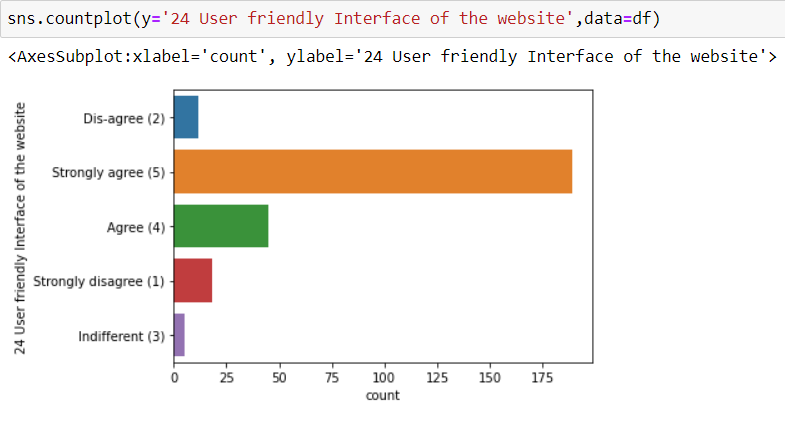 sns.countplot(y='24 User friendly Interface of the website',data=df)
<AxesSubplot:xlabel='count', ylabel='24 User friendly Interface of the website'>
24 User friendly Interface of the website
Dis-agree (2)
Strongly agree (5)
Agree (4)
Strongly disagree (1)
Indifferent (3)
0 25 50 75 100 125 150 175
count